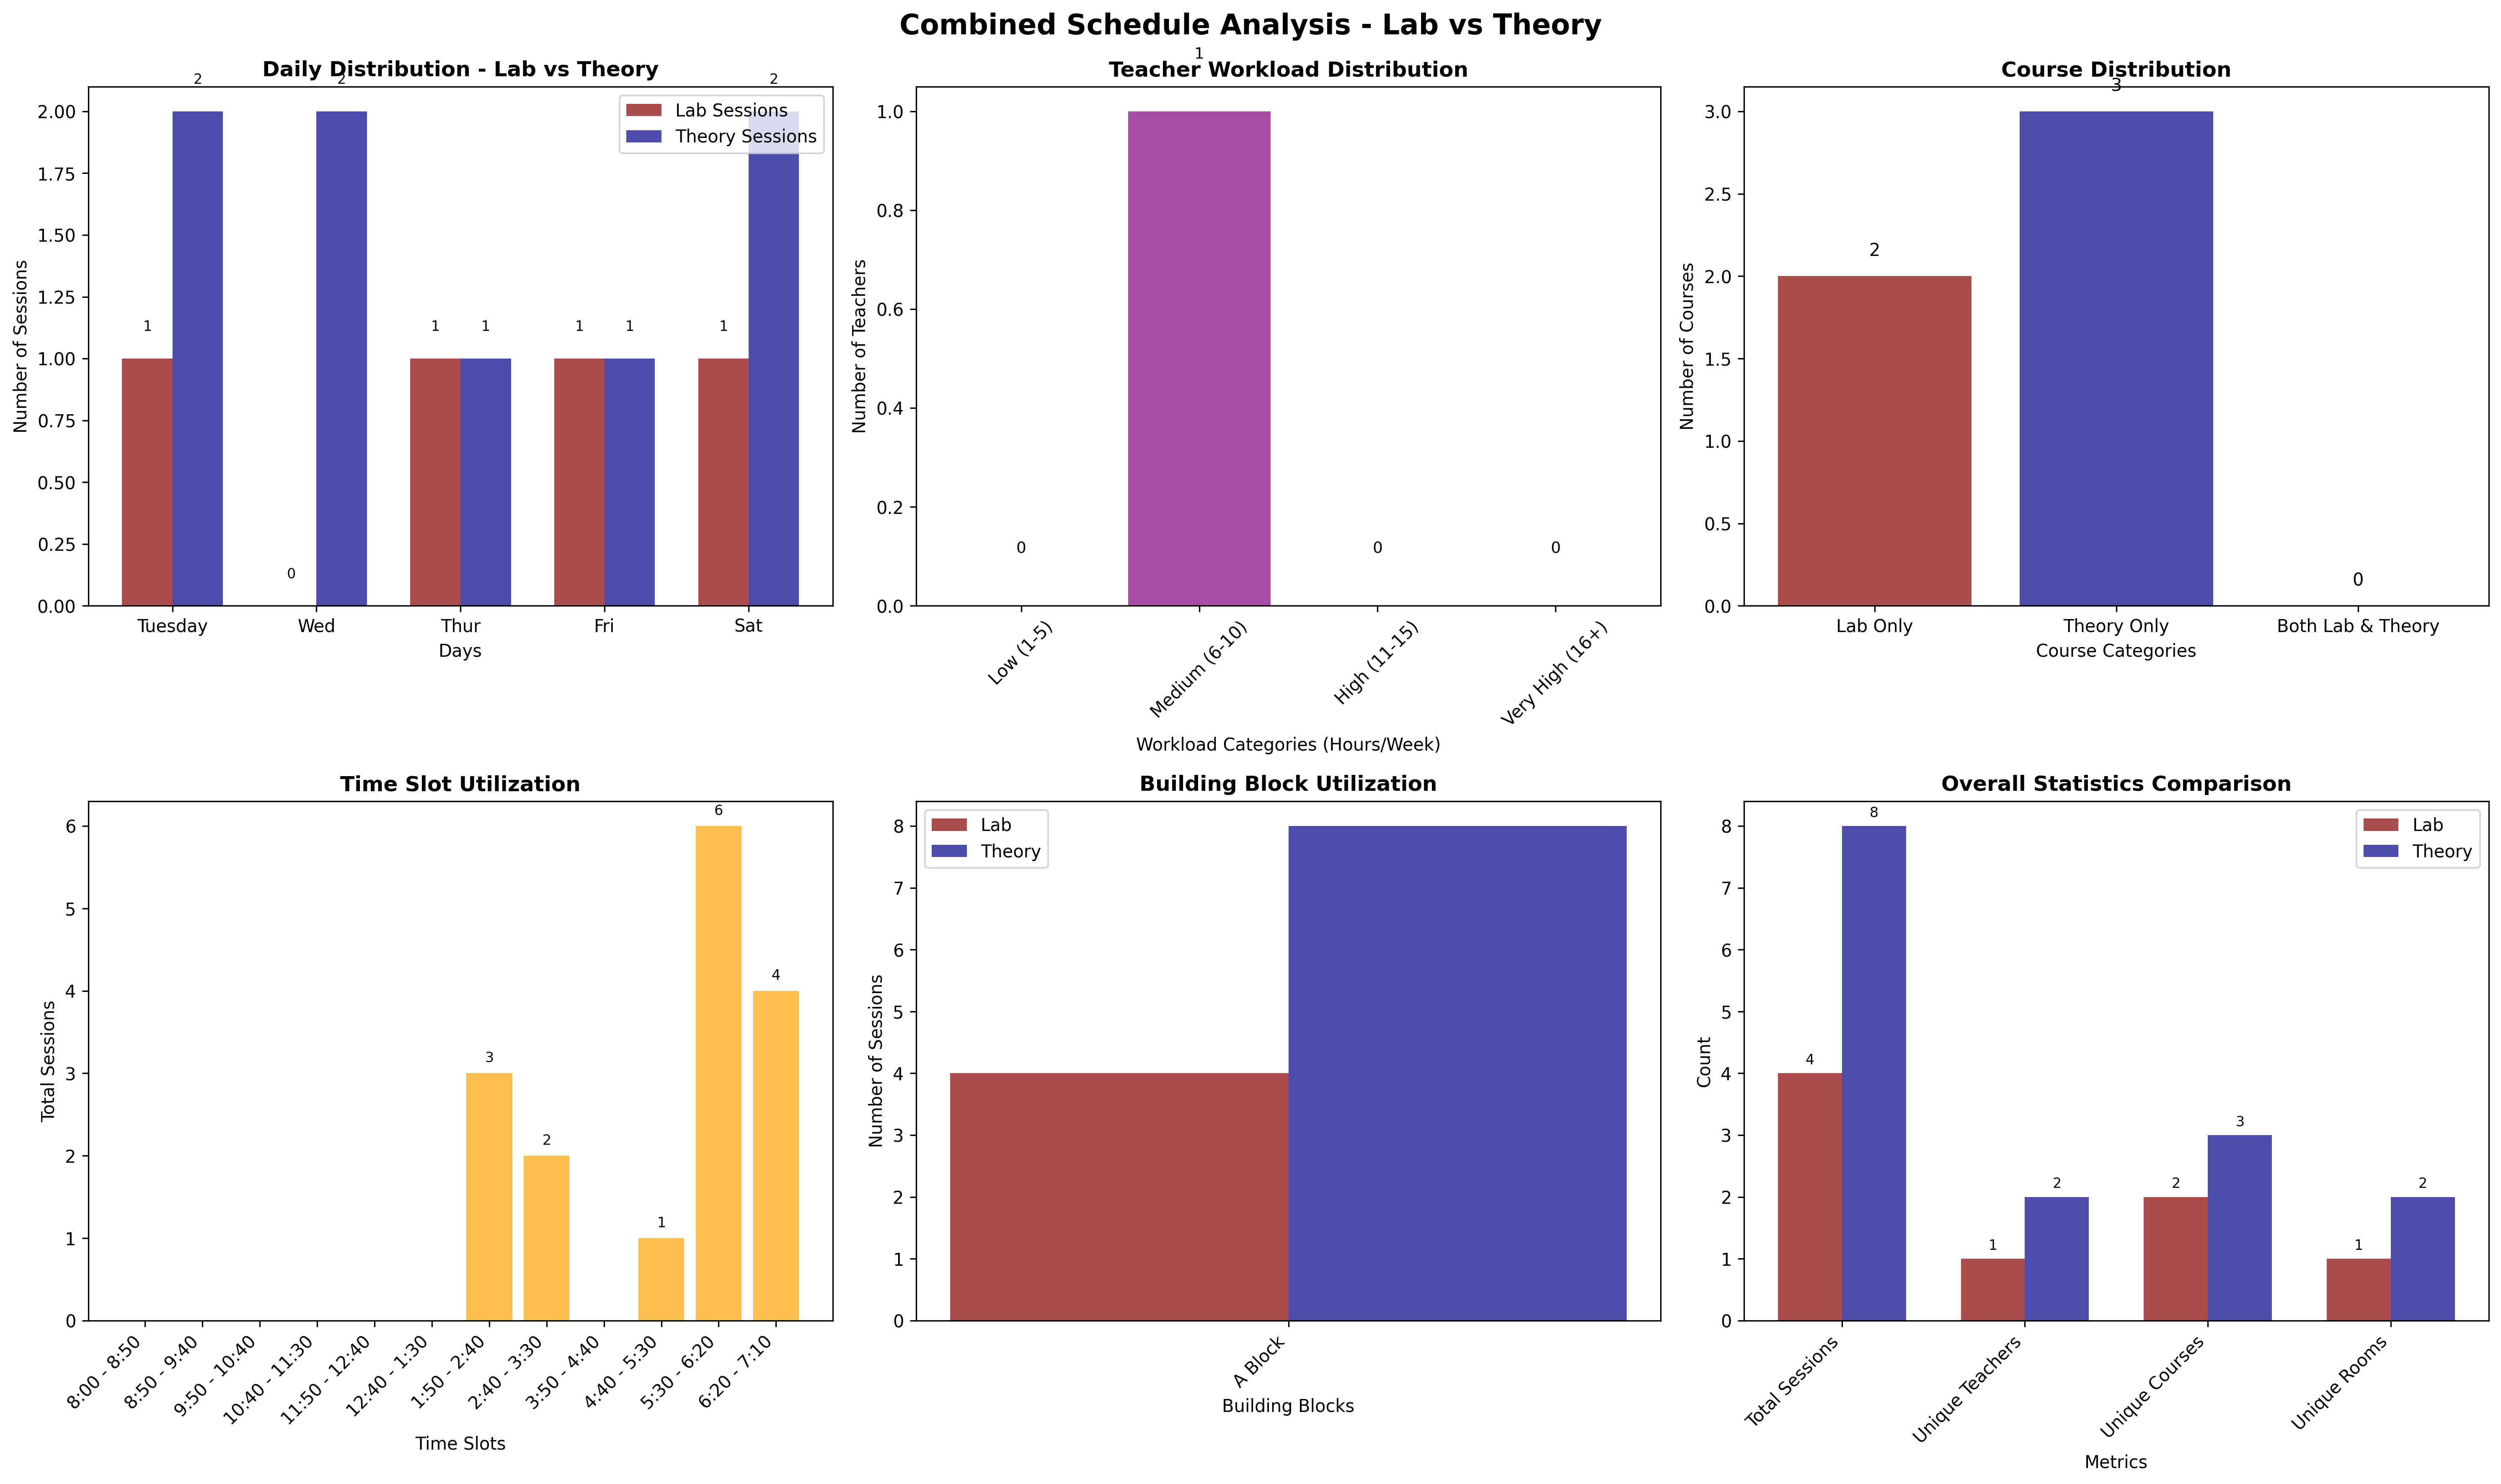 Combined Schedule Analysis - Lab vs Theory
Daily Distribution - Lab vs Theory
Number of Sessions
2.00
1.75
1.50
1.25
1.00
0.75
0.50
0.25
0.00
1
2
0
2
1
1
1
1
1
2
Lab Sessions
Theory Sessions
Tuesday
Wed
Thur
Fri
Sat
Days
Teacher Workload Distribution
Number of Teachers
1.0
0.8
0.6
0.4
0.2
0.0
0
1
0
0
Low (1-5)
Medium (6-10)
High (11-15)
Very High (16+)
Workload Categories (Hours/Week)
Course Distribution
Number of Courses
3.0
2.5
2.0
1.5
1.0
0.5
0.0
2
3
0
Lab Only
Theory Only
Both Lab & Theory
Course Categories
Time Slot Utilization
Total Sessions
6
5
4
3
2
1
0
3
2
1
6
4
8:00 - 8:50
8:50 - 9:40
9:50 - 10:40
10:40 - 11:30
11:50 - 12:40
12:40 - 1:30
1:50 - 2:40
2:40 - 3:30
3:50 - 4:40
4:40 - 5:30
5:30 - 6:20
6:20 - 7:10
Time Slots
Building Block Utilization
Number of Sessions
8
7
6
5
4
3
2
1
0
Lab
Theory
A Block
Building Blocks
Overall Statistics Comparison
Count
8
7
6
5
4
3
2
1
0
4
8
1
2
2
3
1
2
Lab
Theory
Total Sessions
Unique Teachers
Unique Courses
Unique Rooms
Metrics